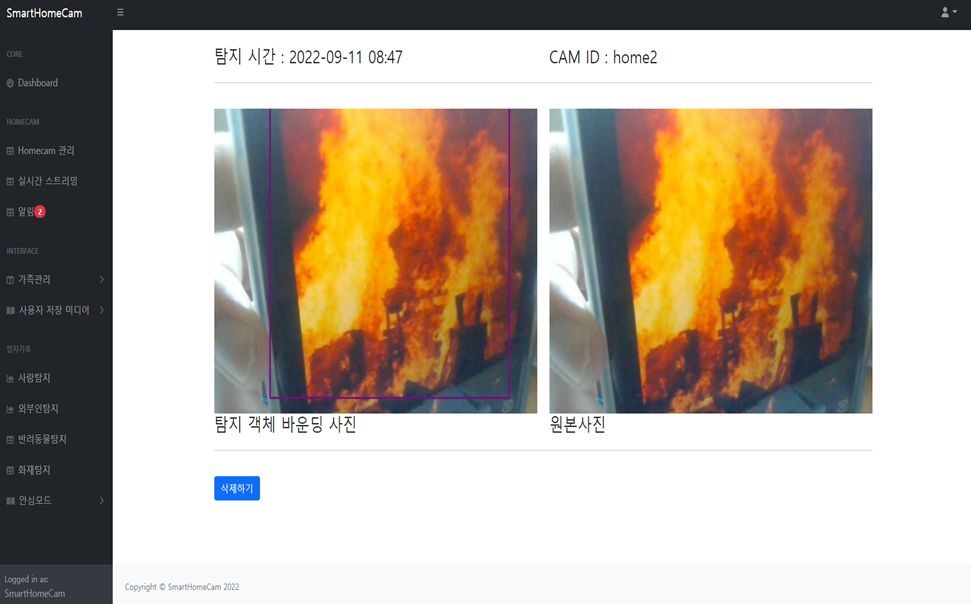 SmartHomeCam
CORE
Dashboard
HOMECAM
Homecam 관리
실시간 스트리밍
알림 2
INTERFACE
가족관리
사용자 저장 미디어
탐지기록
사람탐지
외부인탐지
반려동물탐지
화재탐지
안심모드
Logged in as:
SmartHomeCam
탐지 시간 : 2022-09-11 08:47
CAM ID : home2
탐지 객체 바운딩 사진
원본사진
삭제하기
Copyright © SmartHomeCam 2022